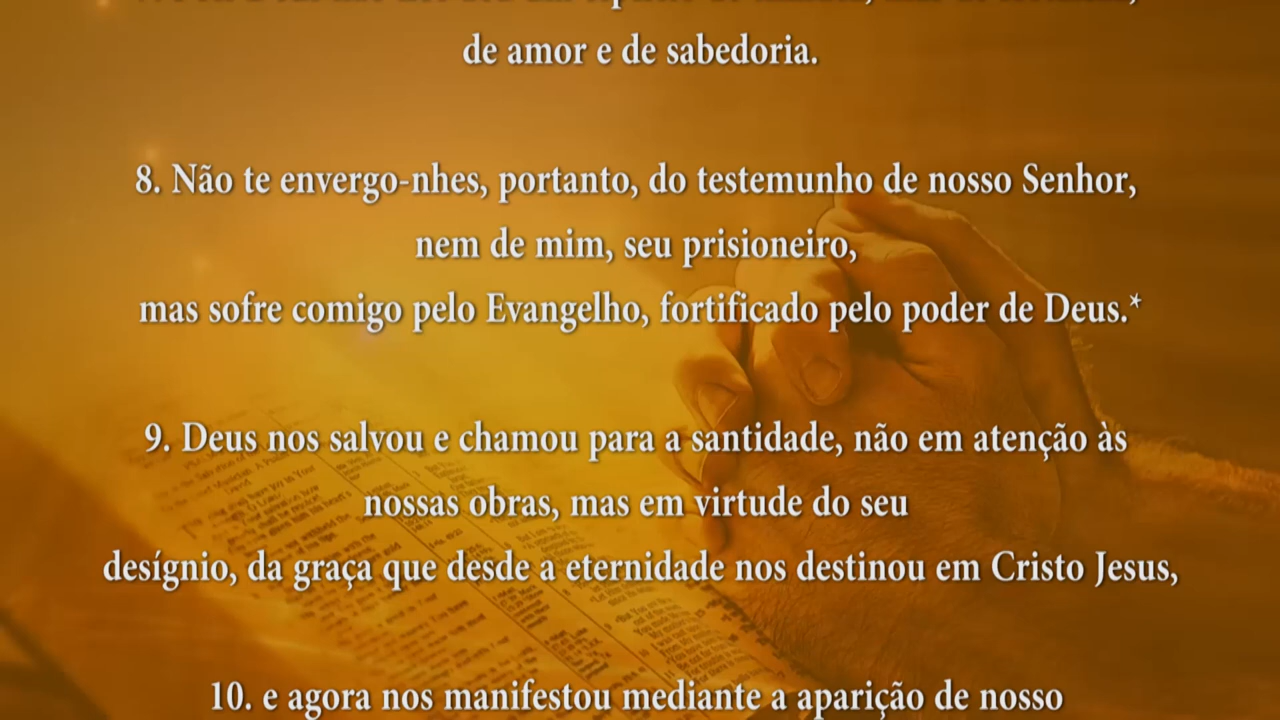 de amor e de sabedoria.
8. Não te envergo-nhes, portanto, do testemunho de nosso Senhor,
nem de mim, seu prisioneiro,
mas sofre comigo pelo Evangelho, fortificado pelo poder de Deus.*
9. Deus nos salvou e chamou para a santidade, não em atenção às
nossas obras, mas em virtude do seu
desígnio, da graça que desde a eternidade nos destinou em Cristo Jesus,
10. e agora nos manifestou mediante a aparição de nosso